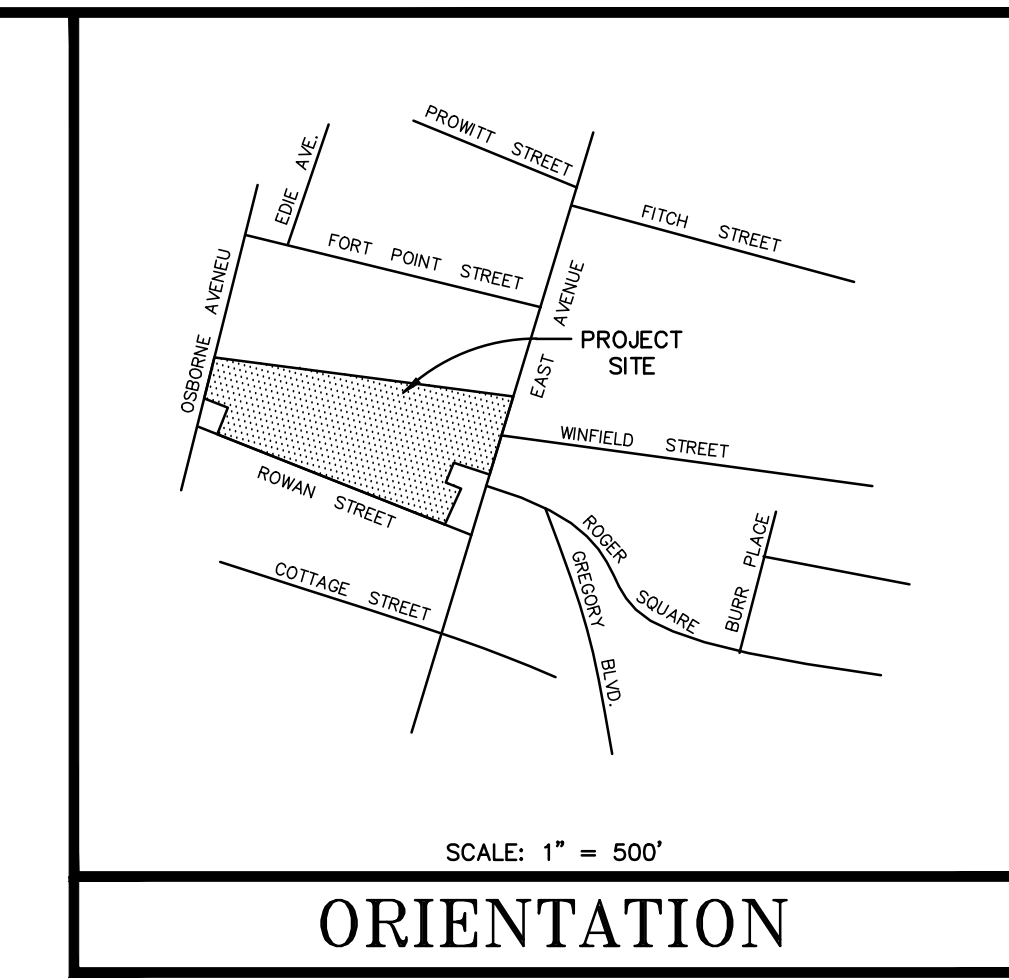 PROWITT STREET
EDIE AVE.
FITCH STREET
FORT POINT STREET
OSBORNE AVENEU
EAST AVENUE
PROJECT
SITE
WINFIELD STREET
ROWAN STREET
ROGER SQUARE
BURR PLACE
GREGORY BLVD.
COTTAGE STREET
SCALE: 1" = 500'
ORIENTATION